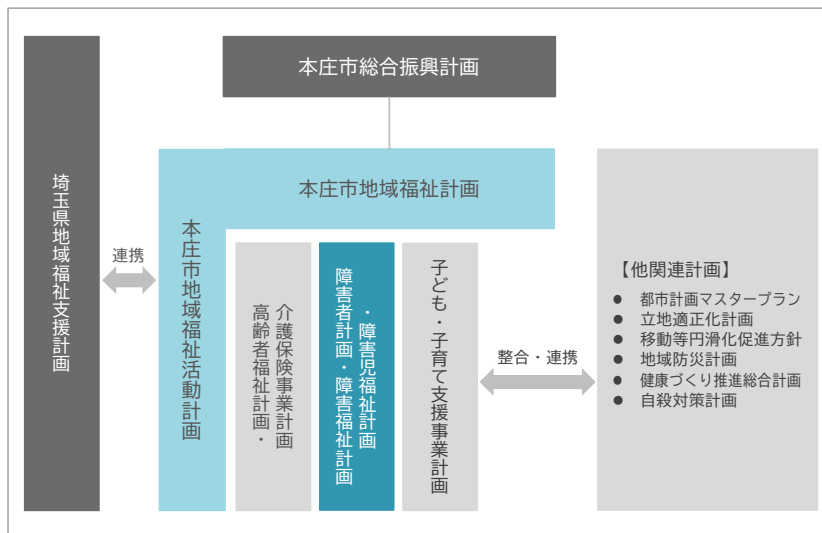 本庄市総合振興計画
埼玉県地域福祉支援計画
連携
本庄市地域福祉計画
本庄市地域福祉活動計画
高齢者福祉計画・
介護保険事業計画
障害者計画・障害福祉計画
・障害児福祉計画
子ども・子育て支援事業計画
整合・連携
【他関連計画】
● 都市計画マスタープラン
● 立地適正化計画
● 移動等円滑化促進方針
● 地域防災計画
● 健康づくり推進総合計画
● 自殺対策計画